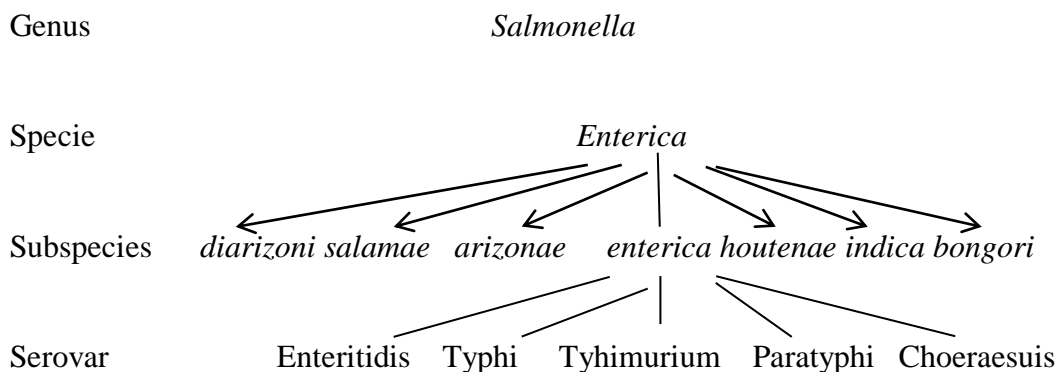 Genus Salmonella
Specie Enterica
Subspecies diarizoni salamae arizonae enterica houtenae indica bongori
Serovar Enteritidis Typhi Tyhimurium Paratyphi Choeraesuis